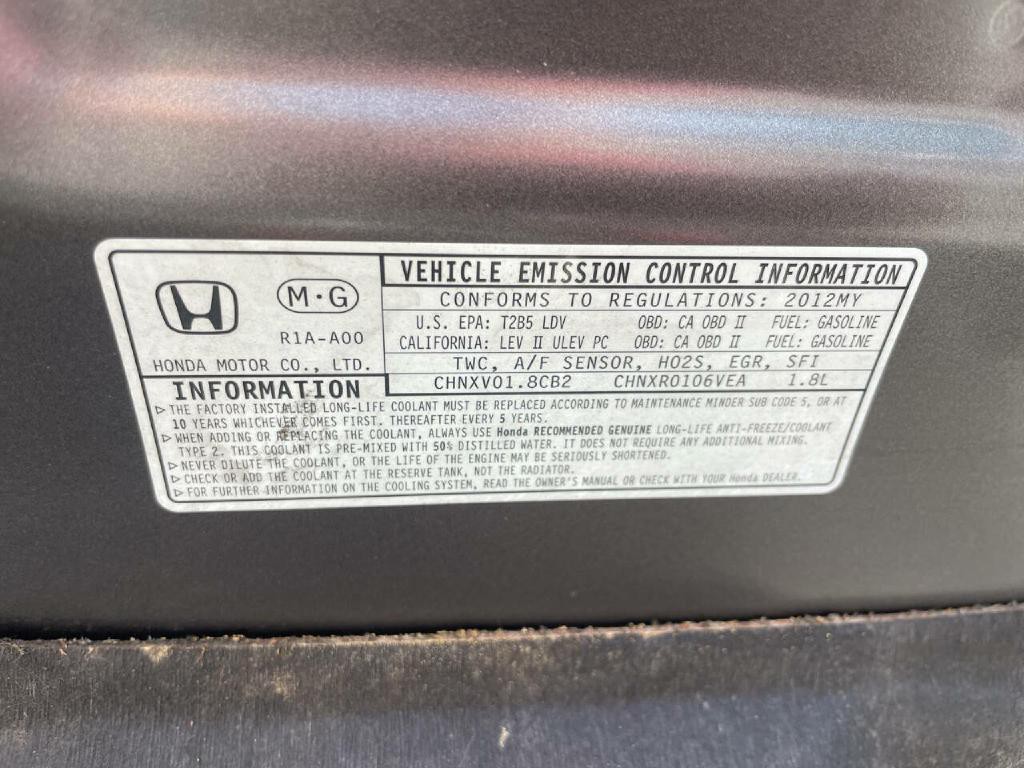 M·G
R1A-A00
HONDA MOTOR CO., LTD.
VEHICLE EMISSION CONTROL INFORMATION
CONFORMS TO REGULATIONS: 2012MY
U.S. EPA: T2B5 LDV OBD: CA OBD II FUEL: GASOLINE
CALIFORNIA: LEV II ULEV PC OBD: CA OBD II FUEL: GASOLINE
TWC, A/F SENSOR, HO2S, EGR, SFI
CHNXV01.8CB2 CHNXR0106VEA 1.8L
INFORMATION
▷ THE FACTORY INSTALLED LONG-LIFE COOLANT MUST BE REPLACED ACCORDING TO MAINTENANCE MINDER SUB CODE 5, OR AT
10 YEARS WHICHEVER COMES FIRST. THEREAFTER EVERY 5 YEARS.
▷ WHEN ADDING OR REPLACING THE COOLANT, ALWAYS USE Honda RECOMMENDED GENUINE LONG-LIFE ANTI-FREEZE/COOLANT
TYPE 2. THIS COOLANT IS PRE-MIXED WITH 50% DISTILLED WATER. IT DOES NOT REQUIRE ANY ADDITIONAL MIXING.
▷ NEVER DILUTE THE COOLANT, OR THE LIFE OF THE ENGINE MAY BE SERIOUSLY SHORTENED.
▷ CHECK OR ADD THE COOLANT AT THE RESERVE TANK, NOT THE RADIATOR.
▷ FOR FURTHER INFORMATION ON THE COOLING SYSTEM, READ THE OWNER'S MANUAL OR CHECK WITH YOUR Honda DEALER.